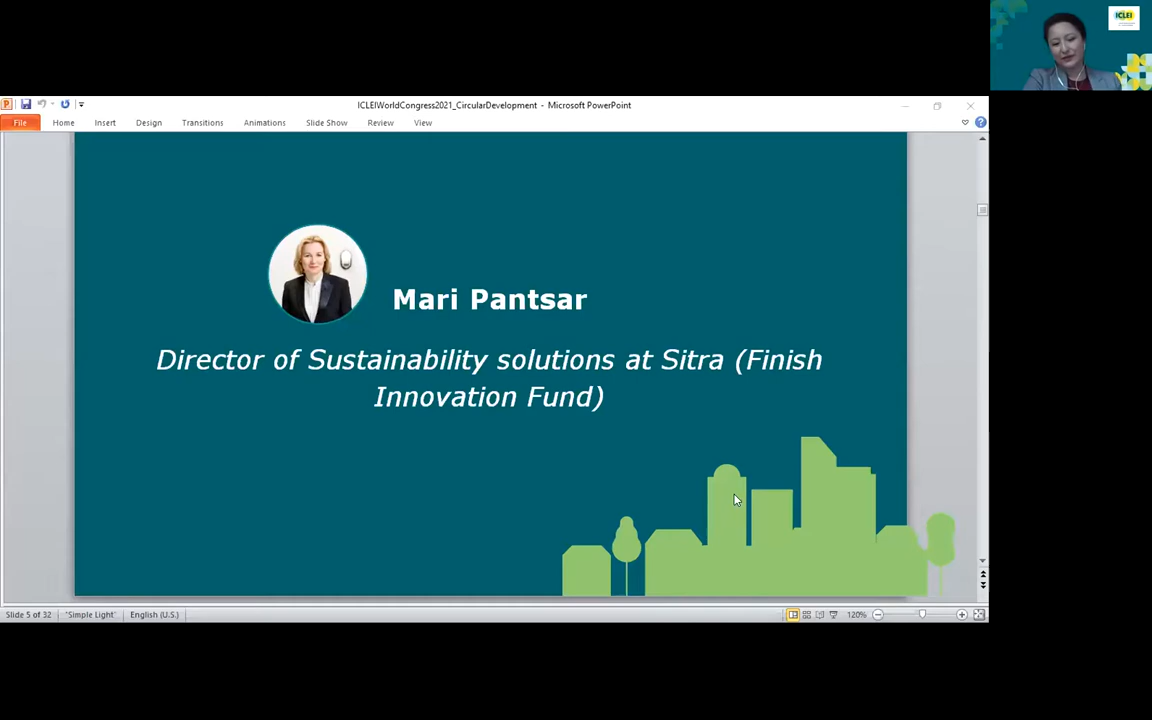 ICLEI
ICLEIWorldCongress2021_CircularDevelopment - Microsoft PowerPoint
File Home Insert Design Transitions Animations Slide Show Review View
Mari Pantsar
Director of Sustainability solutions at Sitra (Finish
Innovation Fund)
Slide 5 of 32 "Simple Light" English (U.S.) 120%